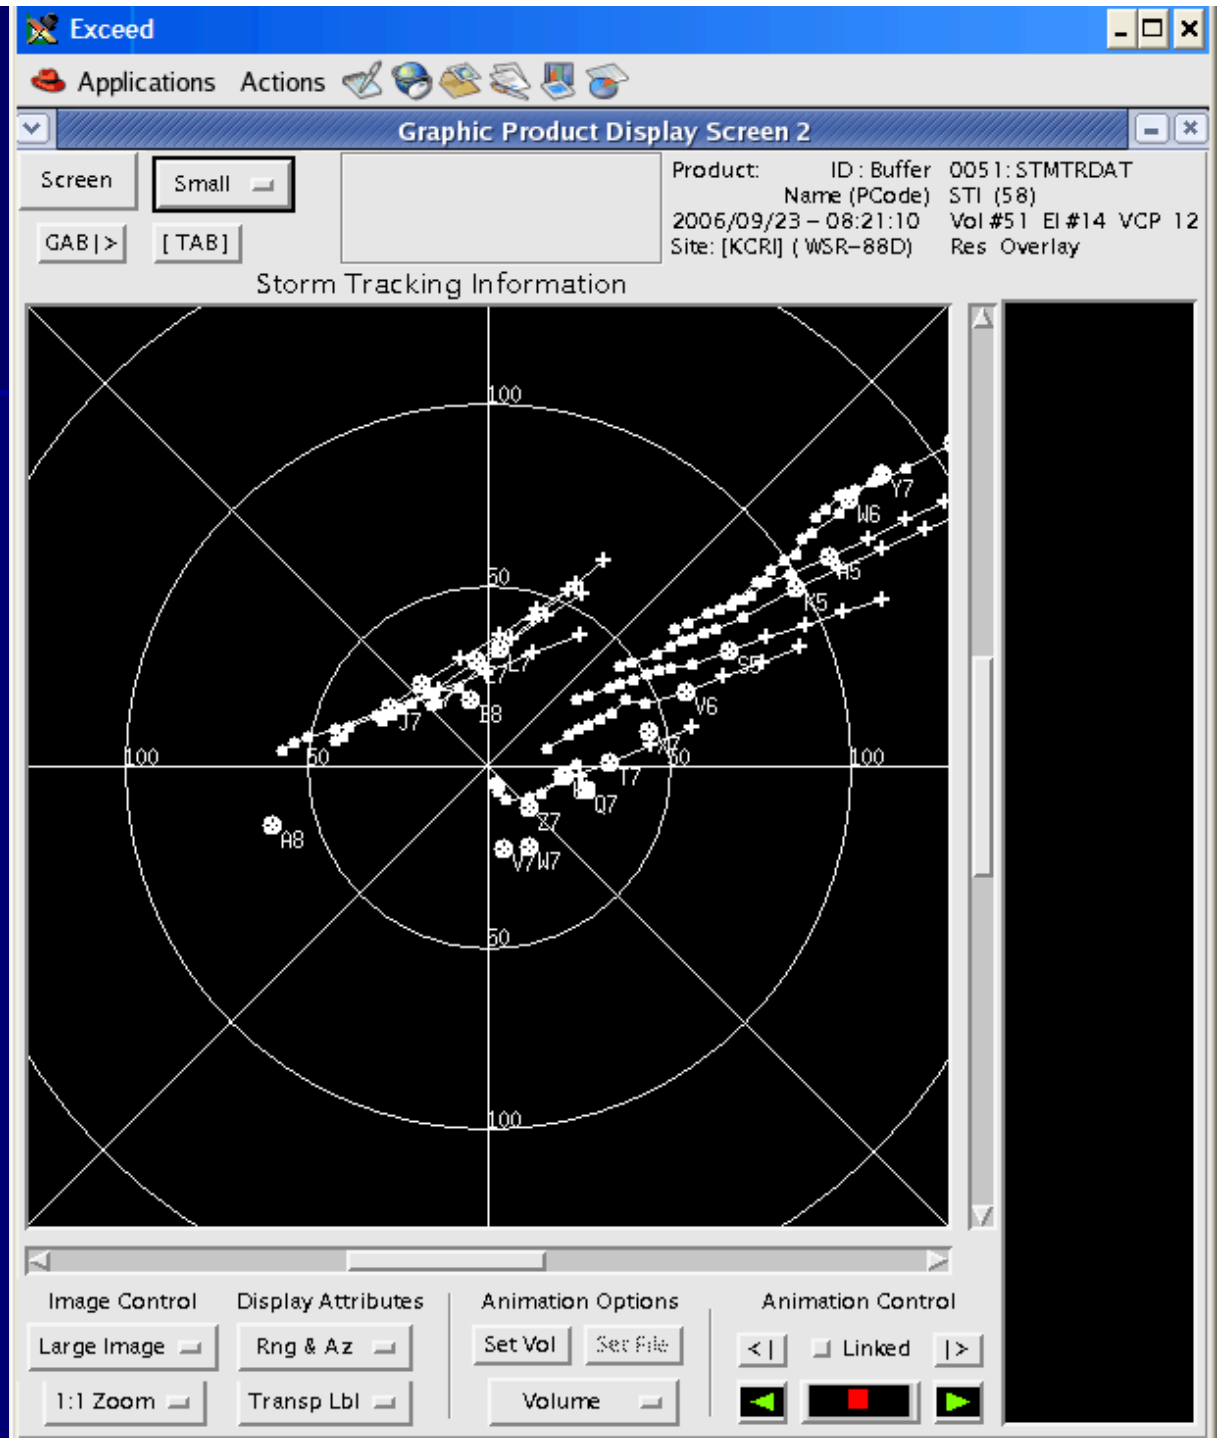 Exceed
Applications Actions
Graphic Product Display Screen 2
Screen Small
GAB|> [TAB]
Product: ID: Buffer 0051: STMTRDAT
Name (PCode) STI (58)
2006/09/23 – 08:21:10 Vol #51 El #14 VCP 12
Site: [KCRI] (WSR–88D) Res Overlay
Storm Tracking Information
100
Y7
W6
50
H5
K5
L7
S5
B8
V6
J7
X7
100 50 50 100
T7
Q7
Z7
A8
V7 W7
50
100
Image Control Display Attributes Animation Options Animation Control
Large Image Rng & Az Set Vol Set File <| Linked |>
1:1 Zoom Transp Lbl Volume